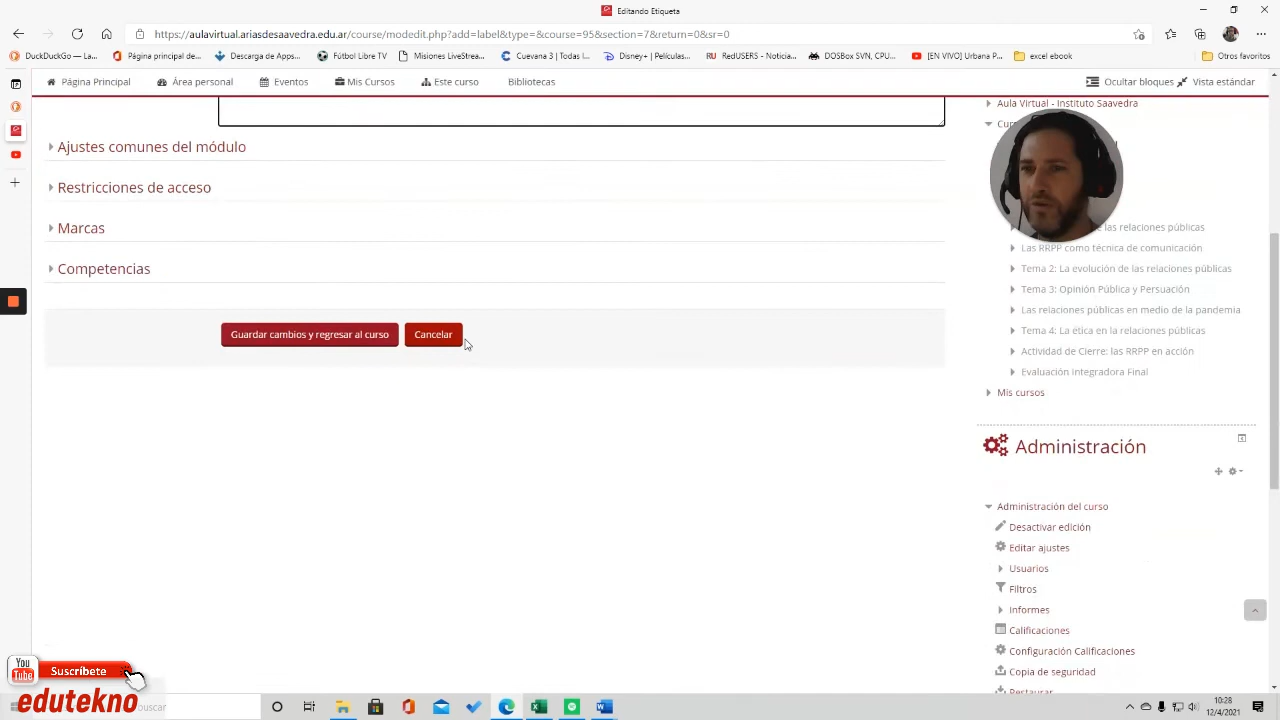 Editando Etiqueta
https://aulavirtual.ariasdesaavedra.edu.ar/course/modedit.php?add=label&type=&course=95&section=7&return=0&sr=0
DuckDuckGo — La...
Página principal de...
Descarga de Apps...
Fútbol Libre TV
Misiones LiveStrea...
Disney+ | Películas...
RedUSERS - Noticia...
DOSBox SVN, CPU...
[EN VIVO] Urbana P...
excel ebook
Otros favoritos
Página Principal
Área personal
Eventos
Mis Cursos
Este curso
Bibliotecas
Ocultar bloques
Vista estándar
Aula Virtual - Instituto Saavedra
Ajustes comunes del módulo
Restricciones de acceso
Marcas
Competencias
Guardar cambios y regresar al curso
Cancelar
las relaciones públicas
Las RRPP como técnica de comunicación
Tema 2: La evolución de las relaciones públicas
Tema 3: Opinión Pública y Persuación
Las relaciones públicas en medio de la pandemia
Tema 4: La ética en la relaciones públicas
Actividad de Cierre: las RRPP en acción
Evaluación Integradora Final
Mis cursos
Administración
Administración del curso
Desactivar edición
Editar ajustes
Usuarios
Filtros
Informes
Calificaciones
Configuración Calificaciones
Copia de seguridad
Restaurar
You
Tube
Suscríbete
edutekno
buscar
10:28
12/4/2021